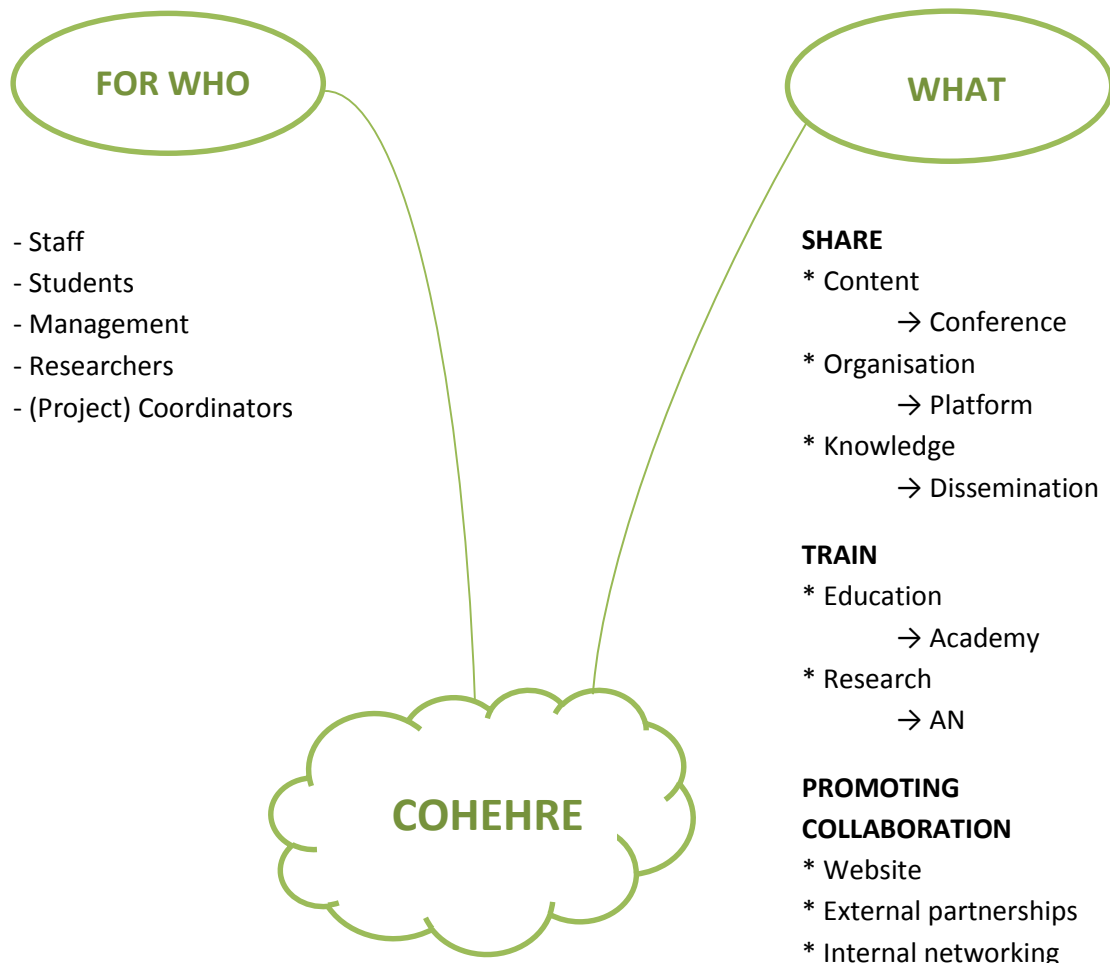 FOR WHO
- Staff
- Students
- Management
- Researchers
- (Project) Coordinators
WHAT
SHARE
* Content
→ Conference
* Organisation
→ Platform
* Knowledge
→ Dissemination
TRAIN
* Education
→ Academy
* Research
→ AN
PROMOTING
COLLABORATION
* Website
* External partnerships
* Internal networking
COHEHRE